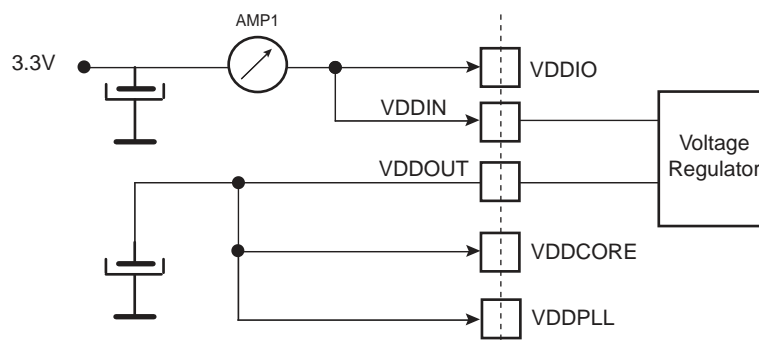 AMP1
3.3V
VDDIO
VDDIN
Voltage
Regulator
VDDOUT
VDDCORE
VDDPLL